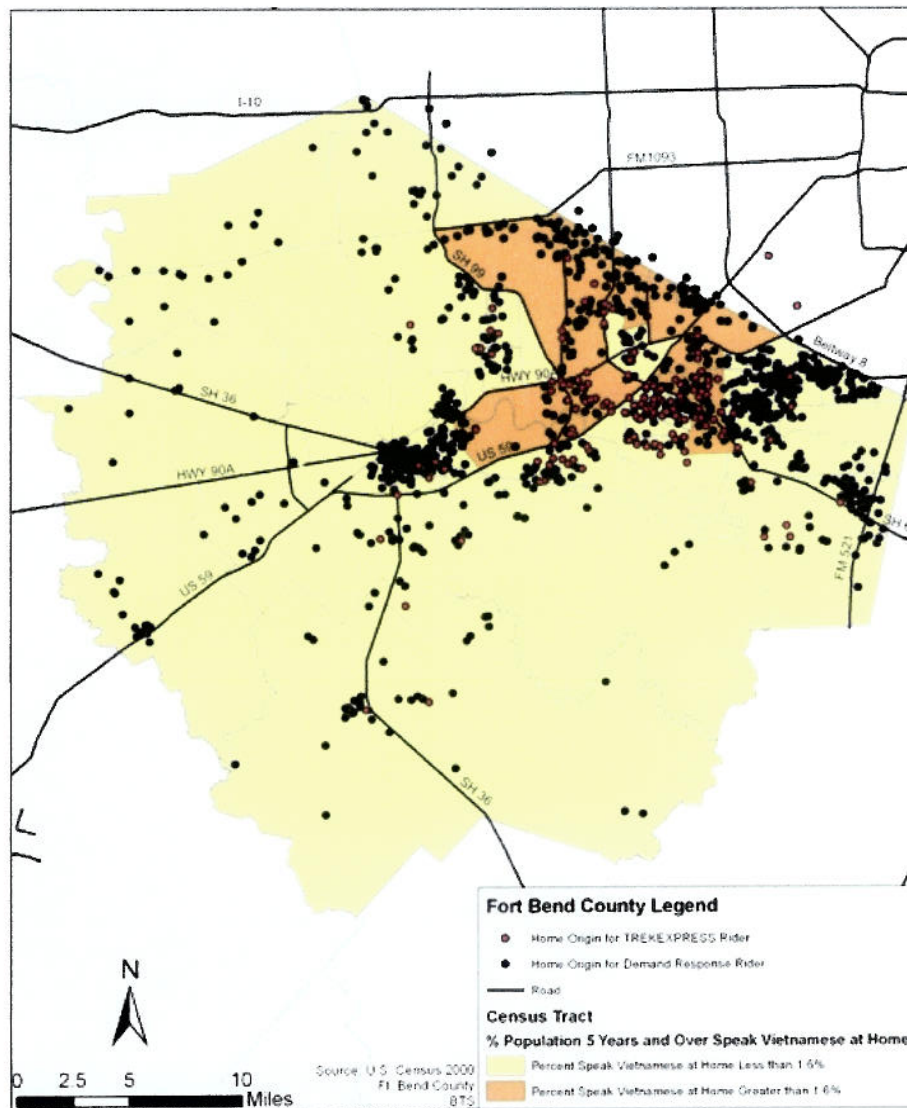 I-10
FM1093
SH 99
Beltway 8
HWY 90
SH 36
US 59
HWY 90A
SH
FM 521
US 59
SH 36
N
Fort Bend County Legend
Home Origin for TREKEXPRESS Rider
Home Origin for Demand Response Rider
Road
Census Tract
% Population 5 Years and Over Speak Vietnamese at Home
Percent Speak Vietnamese at Home Less than 1.6%
Percent Speak Vietnamese at Home Greater than 1.6%
Source: U.S. Census 2000
Ft. Bend County
BTS
0 2.5 5 10
Miles